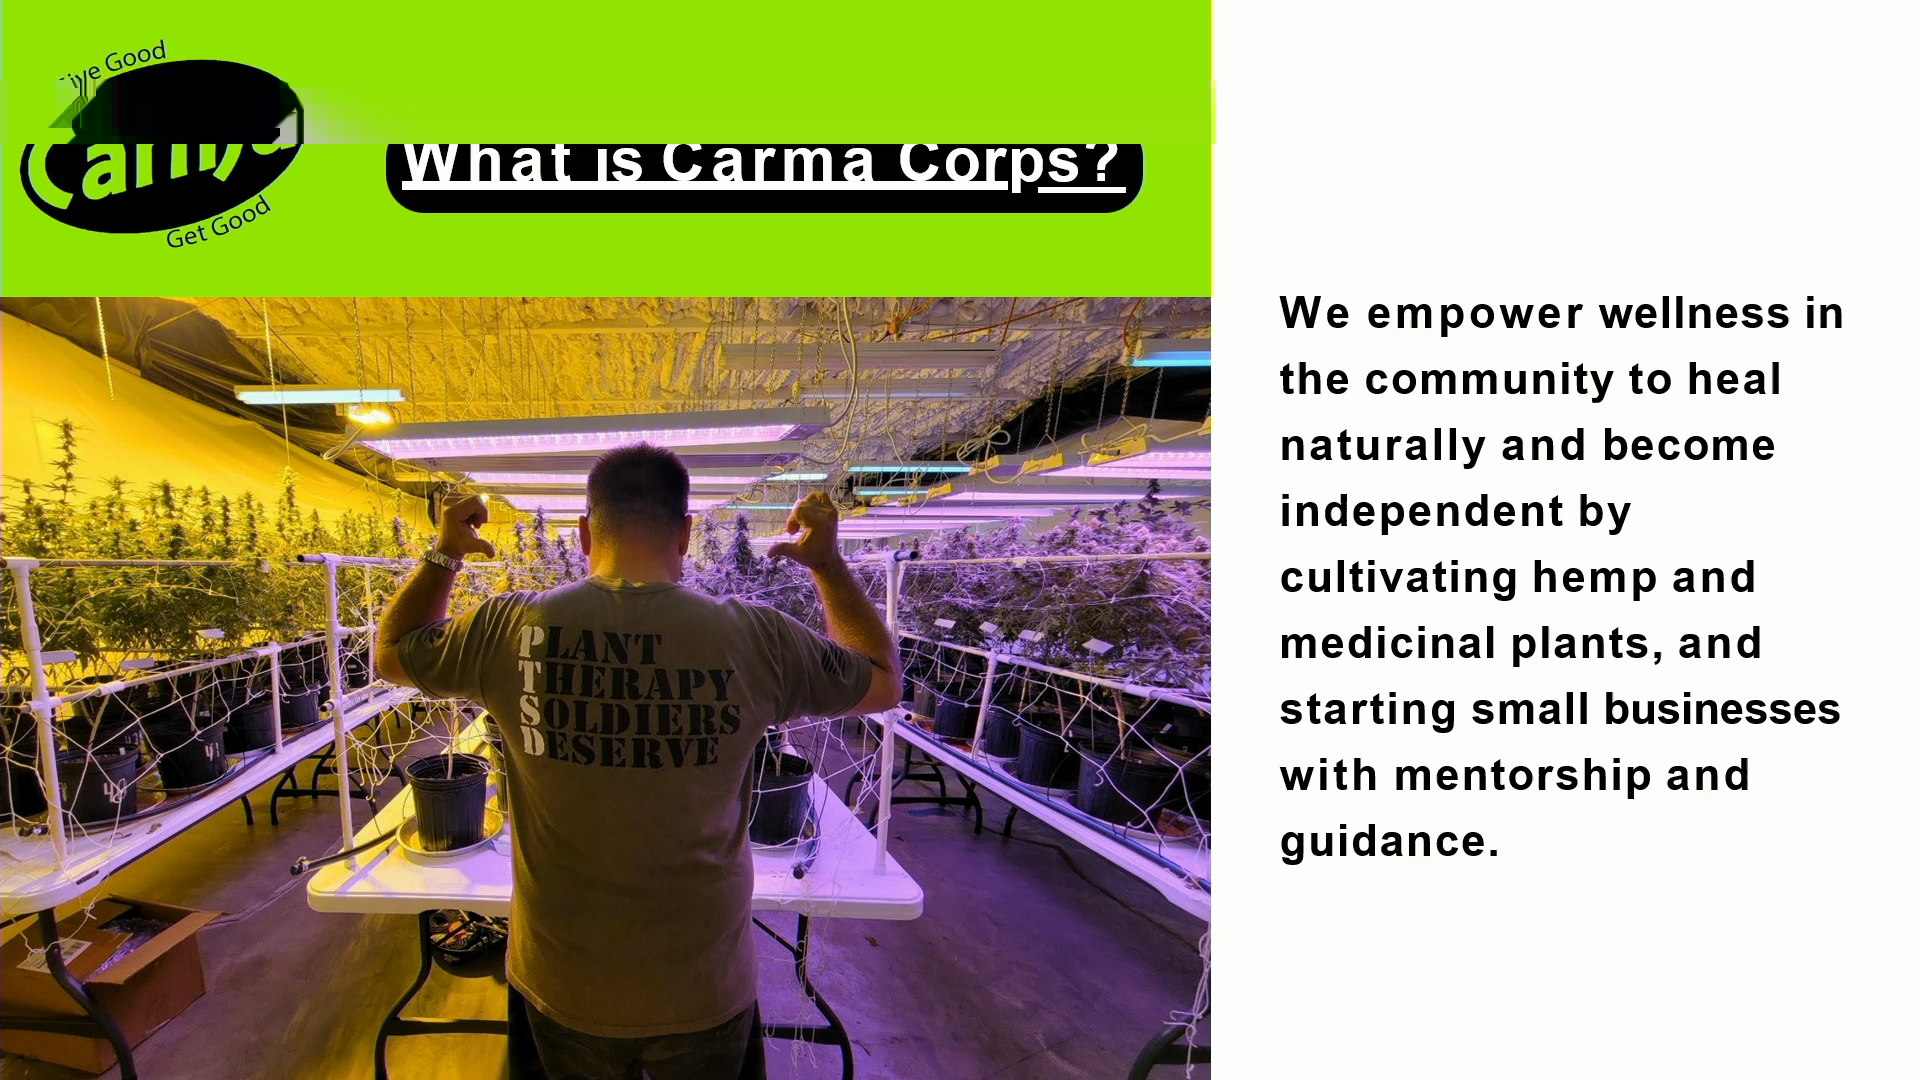 Give Good
Carma
Get Good
What is Carma Corps?
PLANT
THERAPY
SOLDIERS
DESERVE
We empower wellness in
the community to heal
naturally and become
independent by
cultivating hemp and
medicinal plants, and
starting small businesses
with mentorship and
guidance.